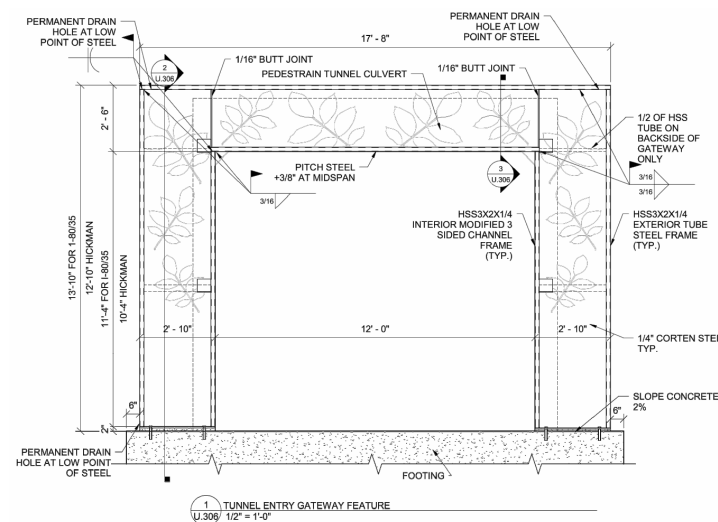 PERMANENT DRAIN
HOLE AT LOW
POINT OF STEEL
17' - 8"
PERMANENT DRAIN
HOLE AT LOW
POINT OF STEEL
2
U.306
1/16" BUTT JOINT
PEDESTRAIN TUNNEL CULVERT
1/16" BUTT JOINT
2' - 6"
1/2 OF HSS
TUBE ON
BACKSIDE OF
GATEWAY
ONLY
PITCH STEEL
+3/8" AT MIDSPAN
3/16
3
U.306
3/16
3/16
HSS3X2X1/4
INTERIOR MODIFIED 3
SIDED CHANNEL
FRAME
(TYP.)
HSS3X2X1/4
EXTERIOR TUBE
STEEL FRAME
(TYP.)
13'-10" FOR 1-80/35
12'-10" HICKMAN
11'-4" FOR I-80/35
10'-4" HICKMAN
2' - 10"
12' - 0"
2' - 10"
1/4" CORTEN STE
TYP.
6"
2"
SLOPE CONCRETE
2%
6"
PERMANENT DRAIN
HOLE AT LOW POINT
OF STEEL
FOOTING
1
U.306
TUNNEL ENTRY GATEWAY FEATURE
1/2" = 1'-0"